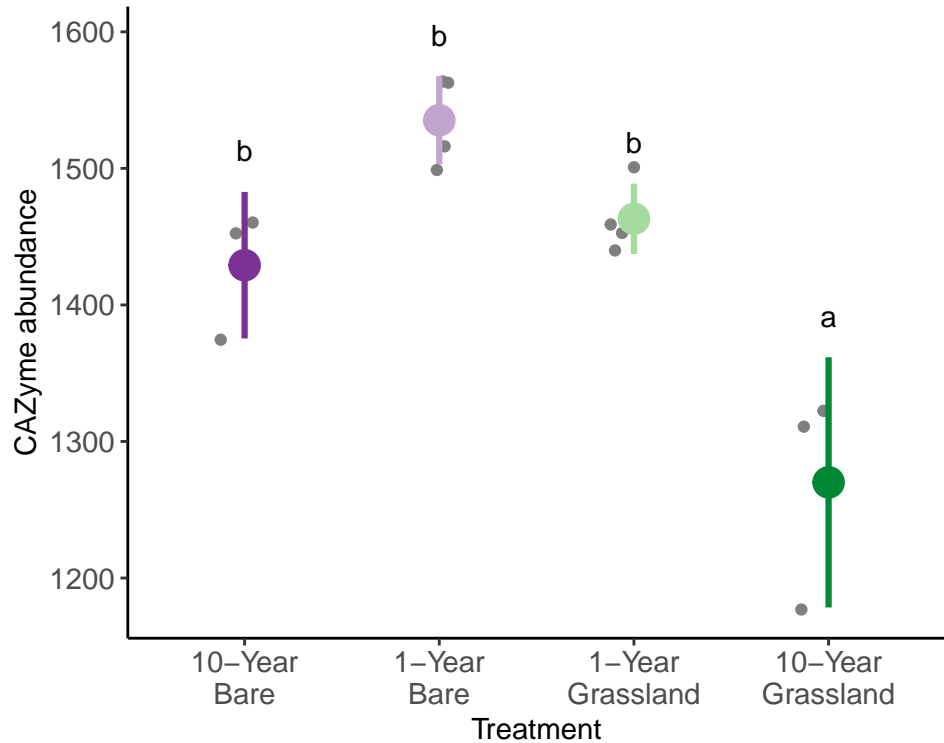 CAZyme abundance
1600
1500
1400
1300
1200
b
b
b
a
10−Year
Bare
1−Year
Bare
1−Year
Grassland
10−Year
Grassland
Treatment